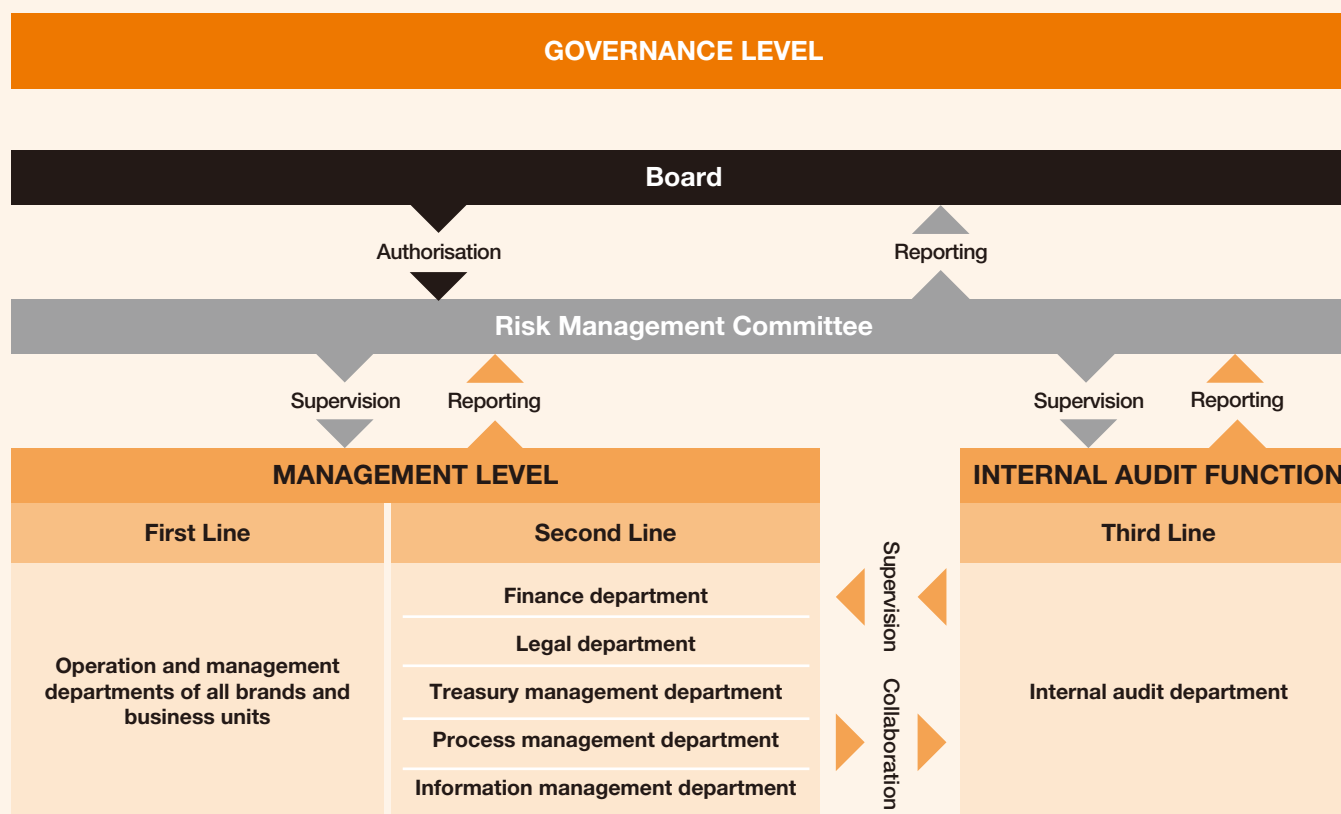 GOVERNANCE LEVEL
Board
Authorisation
Reporting
Risk Management Committee
Supervision
Reporting
Supervision
Reporting
MANAGEMENT LEVEL
INTERNAL AUDIT FUNCTION
First Line
Second Line
Third Line
Operation and management
departments of all brands and
business units
Finance department
Legal department
Treasury management department
Process management department
Information management department
Supervision
Collaboration
Internal audit department